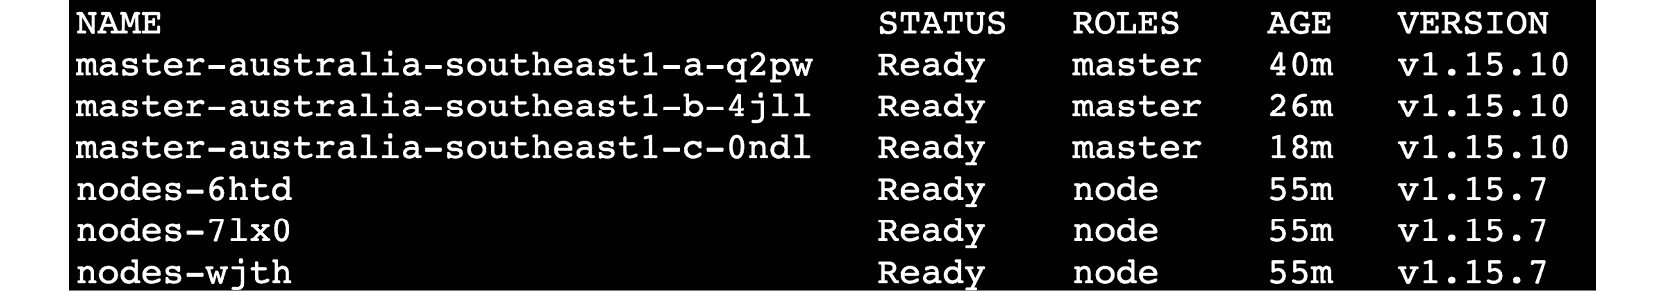 NAME STATUS ROLES AGE VERSION
master-australia-southeast1-a-q2pw Ready master 40m v1.15.10
master-australia-southeast1-b-4jll Ready master 26m v1.15.10
master-australia-southeast1-c-0ndl Ready master 18m v1.15.10
nodes-6htd Ready node 55m v1.15.7
nodes-7lx0 Ready node 55m v1.15.7
nodes-wjth Ready node 55m v1.15.7